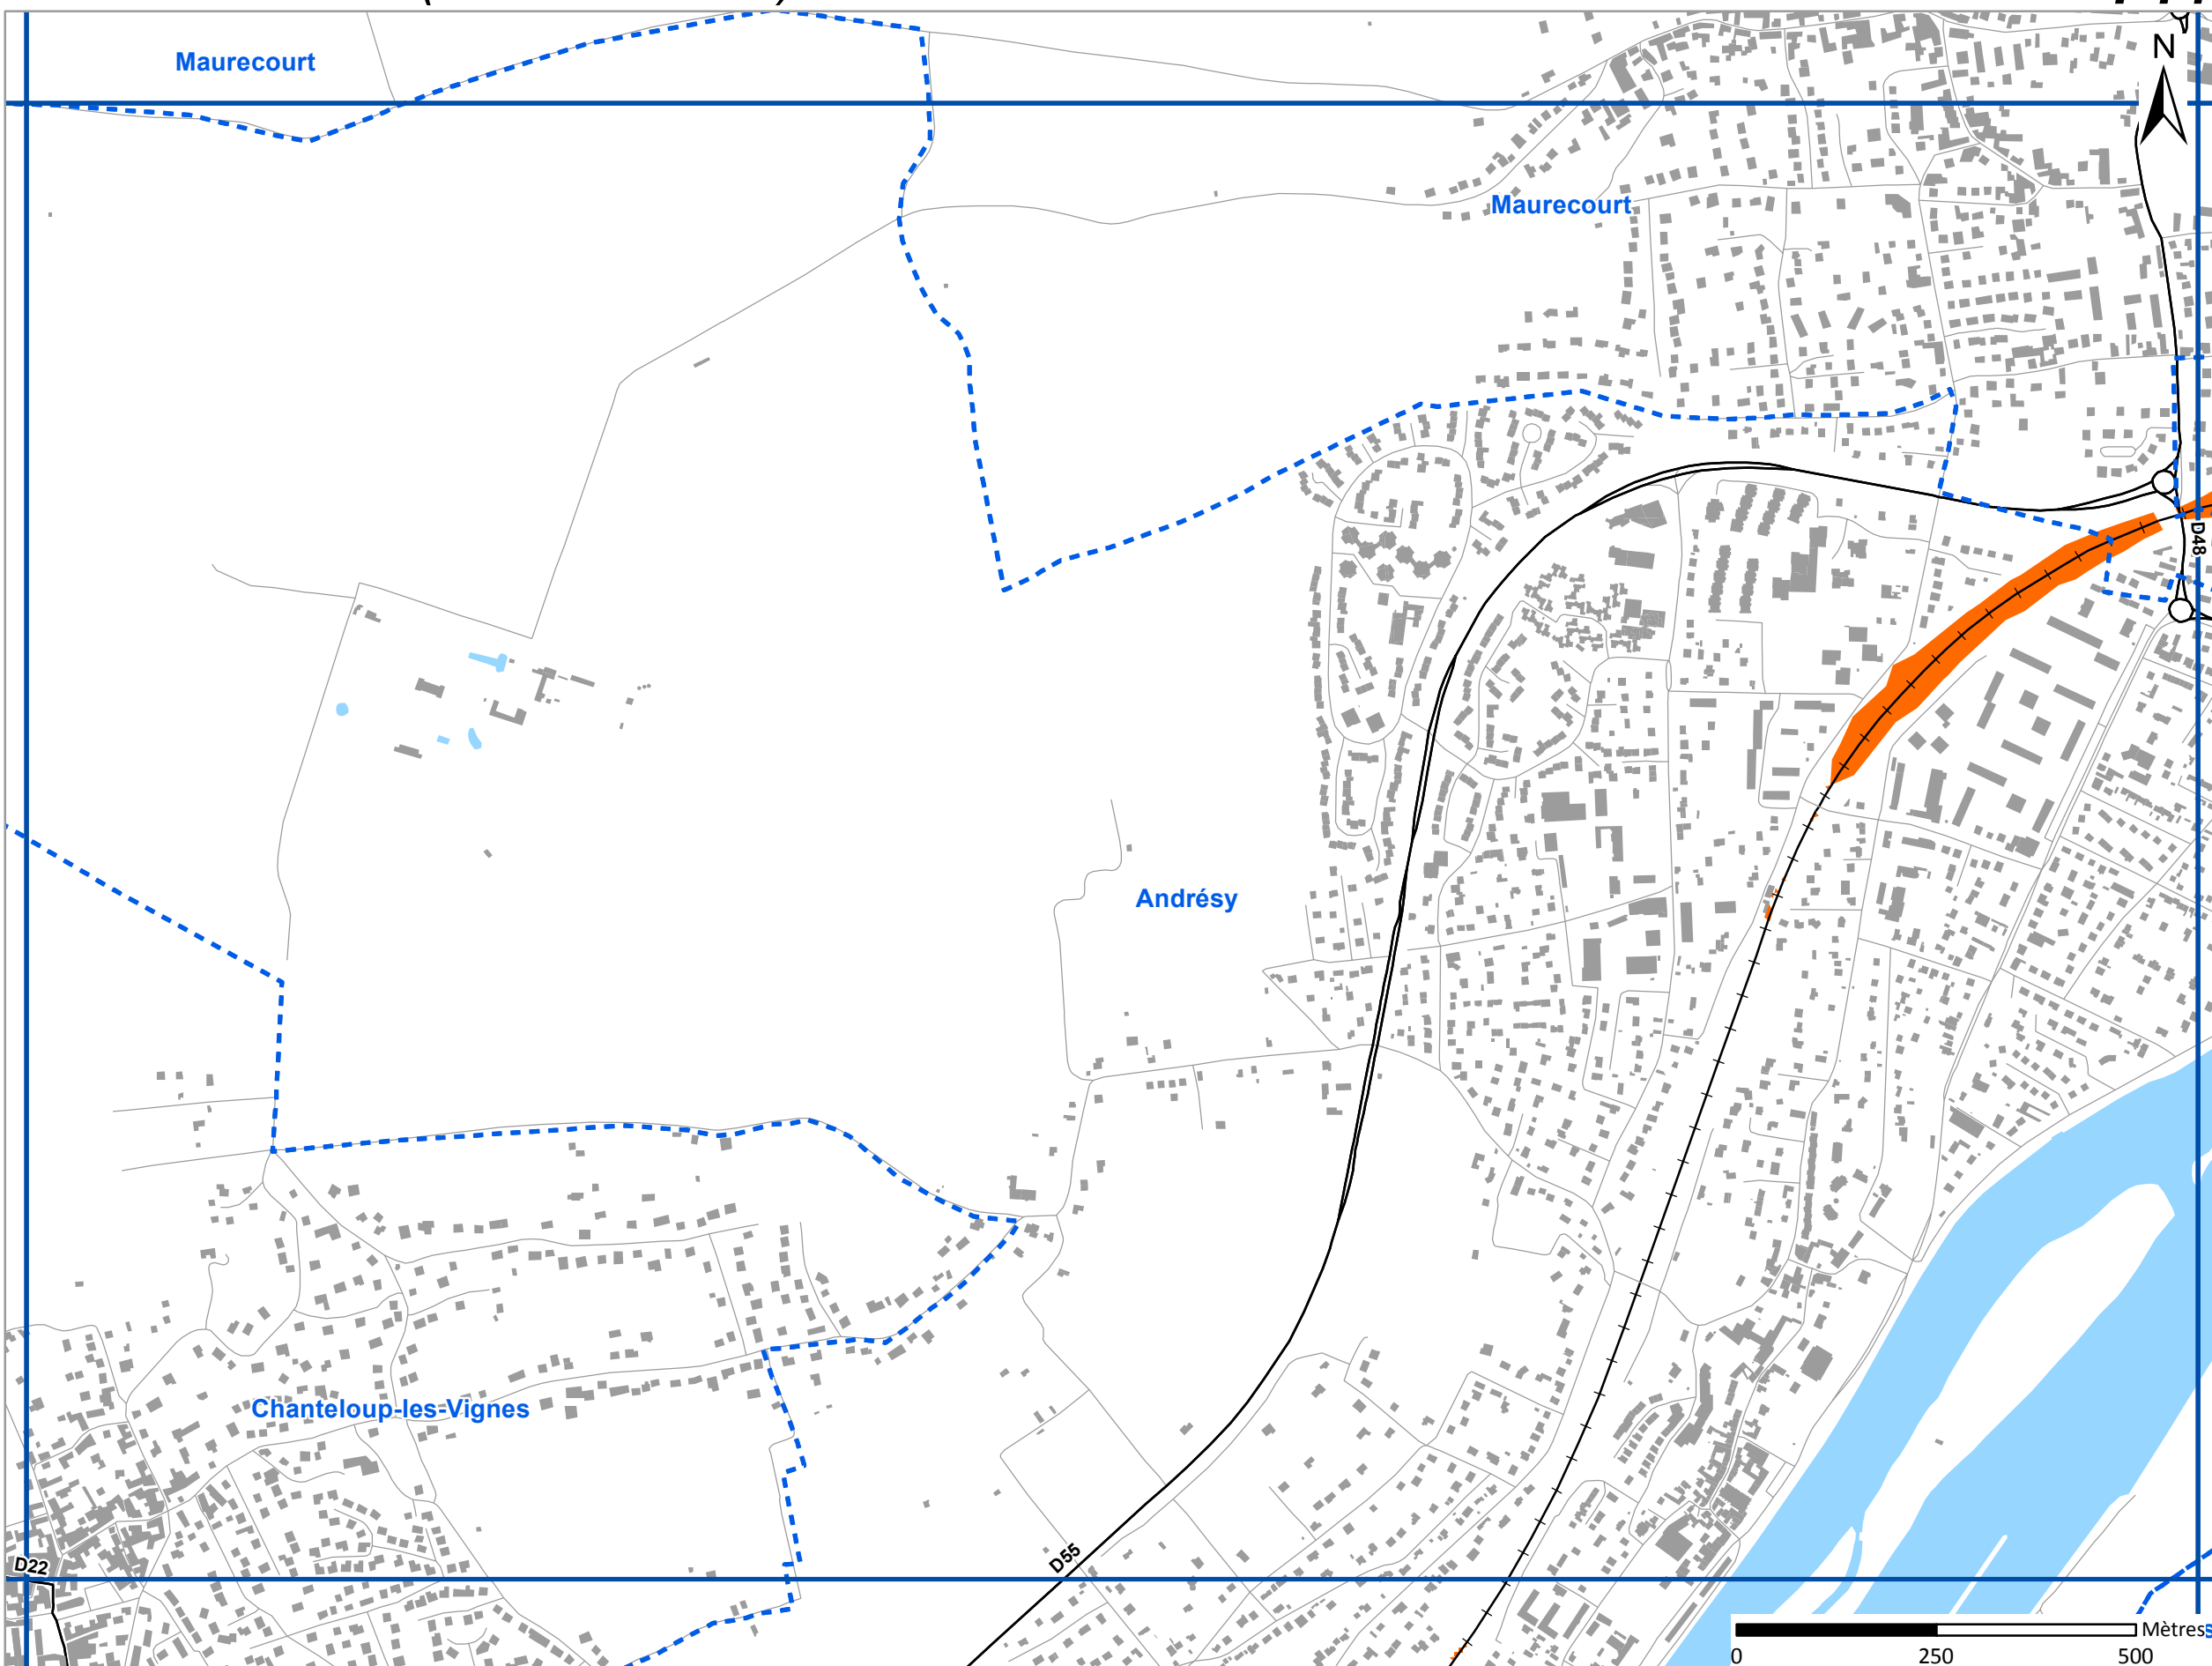 Maurecourt
N
Maurecourt
D48
Andrésy
Chanteloup-les-Vignes
D22
D55
Mètres
0 250 500